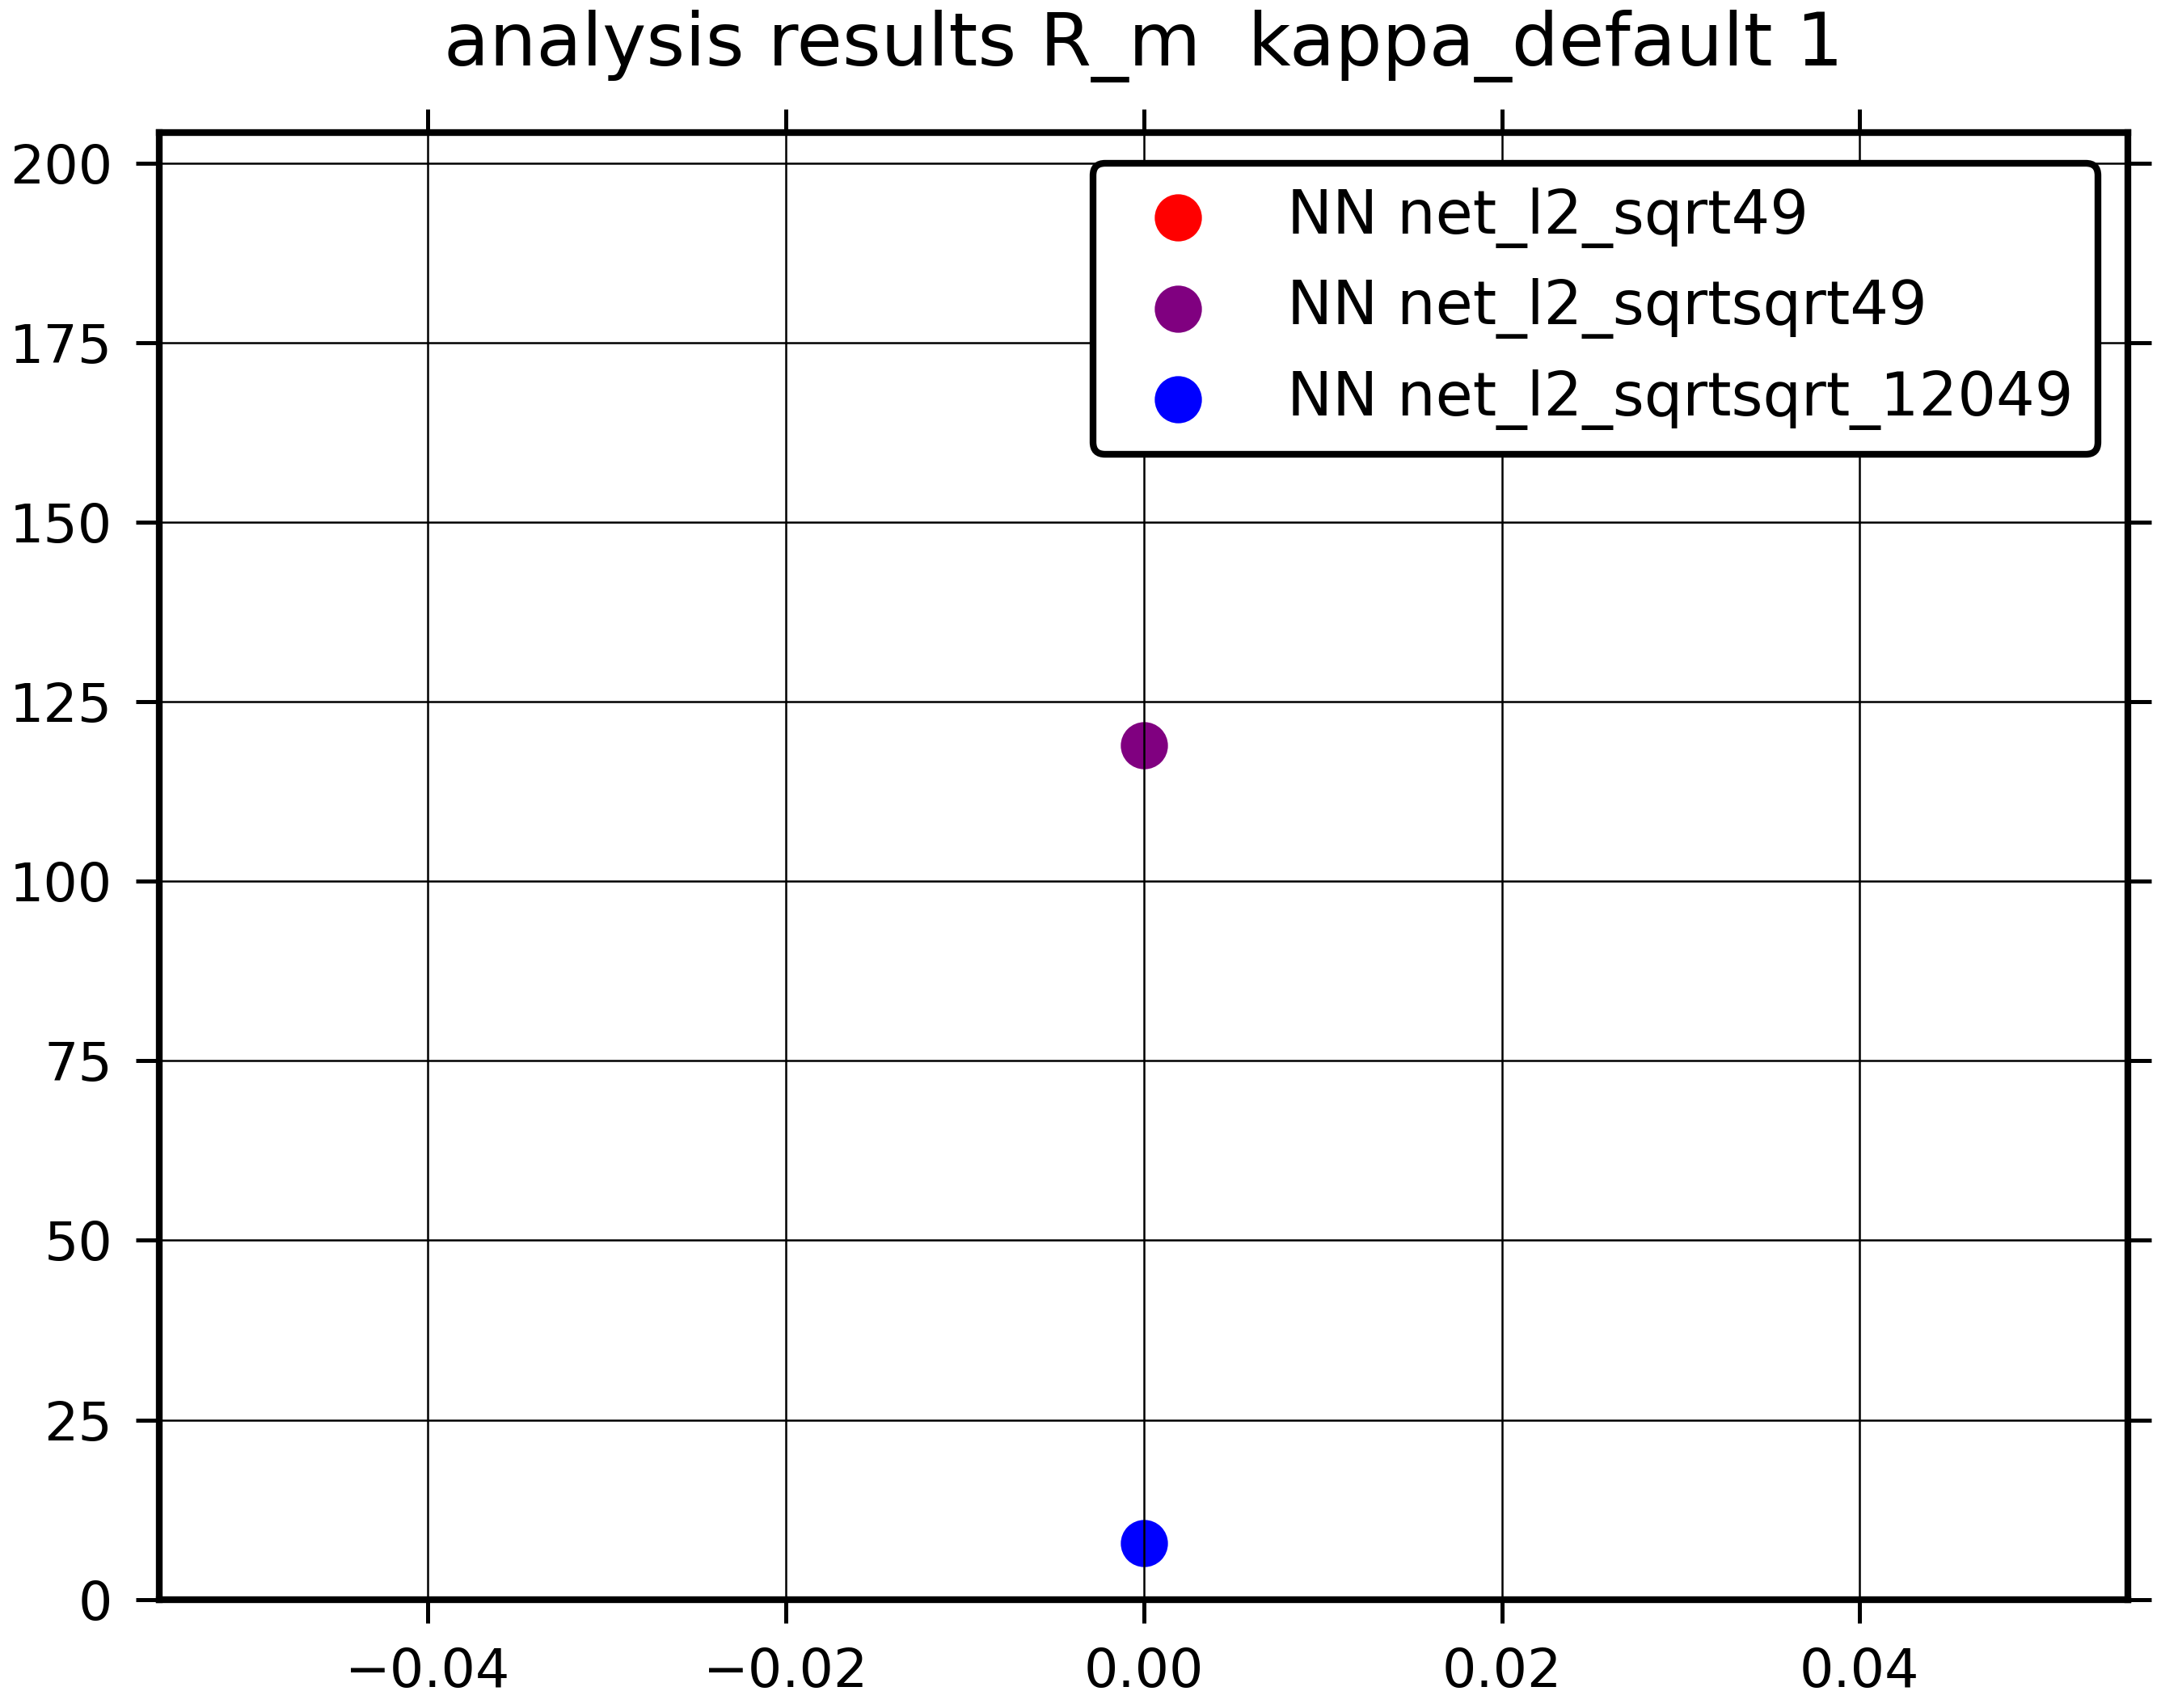 analysis results R_m  kappa_default 1
200
175
150
125
100
75
50
25
0
NN net_l2_sqrt49
NN net_l2_sqrtsqrt49
NN net_l2_sqrtsqrt_12049
−0.04 −0.02 0.00 0.02 0.04